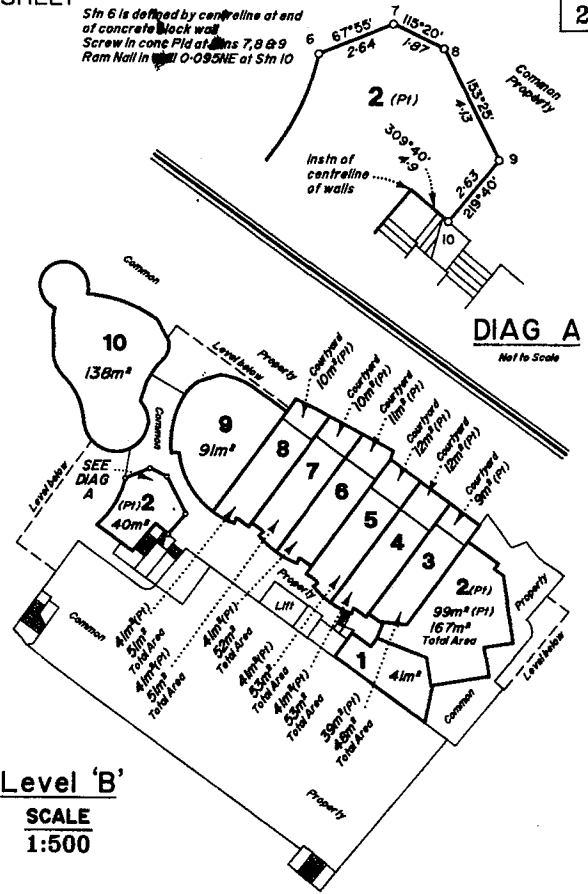 SHEET
2
Stn 6 is defined by centreline at end
of concrete block wall
Screw in conc Pld at Stns 7,8 & 9
Ram Nail in wall 0·095NE at Stn 10
6
67°55'
2·64
7
115°20'
1·87
8
153°25'
4·13
9
2·63
219°40'
10
2 (Pt)
309°40'
4·9
Instn of
centreline
of walls
Common
Property
DIAG A
Not to Scale
Common
Property
10
138m²
Level below
Common
9
91m²
SEE
DIAG
A
(Pt) 2
40m²
Level below
Courtyard
10m²(Pt)
Courtyard
10m²(Pt)
Courtyard
11m²(Pt)
Courtyard
12m²(Pt)
Courtyard
12m²(Pt)
Courtyard
9m²(Pt)
8
7
6
5
4
3
2 (Pt)
99m²(Pt)
167m²
Total Area
Property
Level below
Common
1
41m²
Property
Lift
Common
Property
41m²(Pt)
51m²
Total Area
41m²(Pt)
51m²
Total Area
41m²(Pt)
52m²
Total Area
41m²(Pt)
53m²
Total Area
41m²(Pt)
53m²
Total Area
39m²(Pt)
48m²
Total Area
Level 'B'
SCALE
1:500